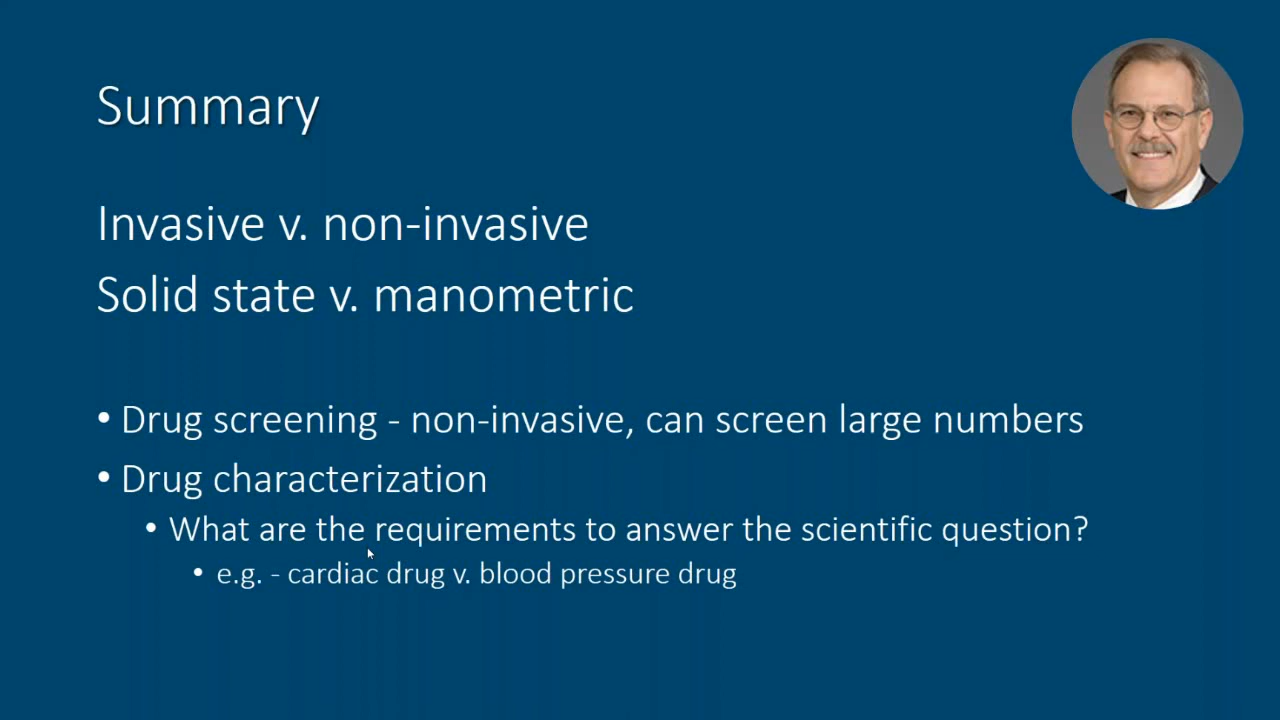 Summary
Invasive v. non-invasive
Solid state v. manometric
• Drug screening - non-invasive, can screen large numbers
• Drug characterization
• What are the requirements to answer the scientific question?
• e.g. - cardiac drug v. blood pressure drug